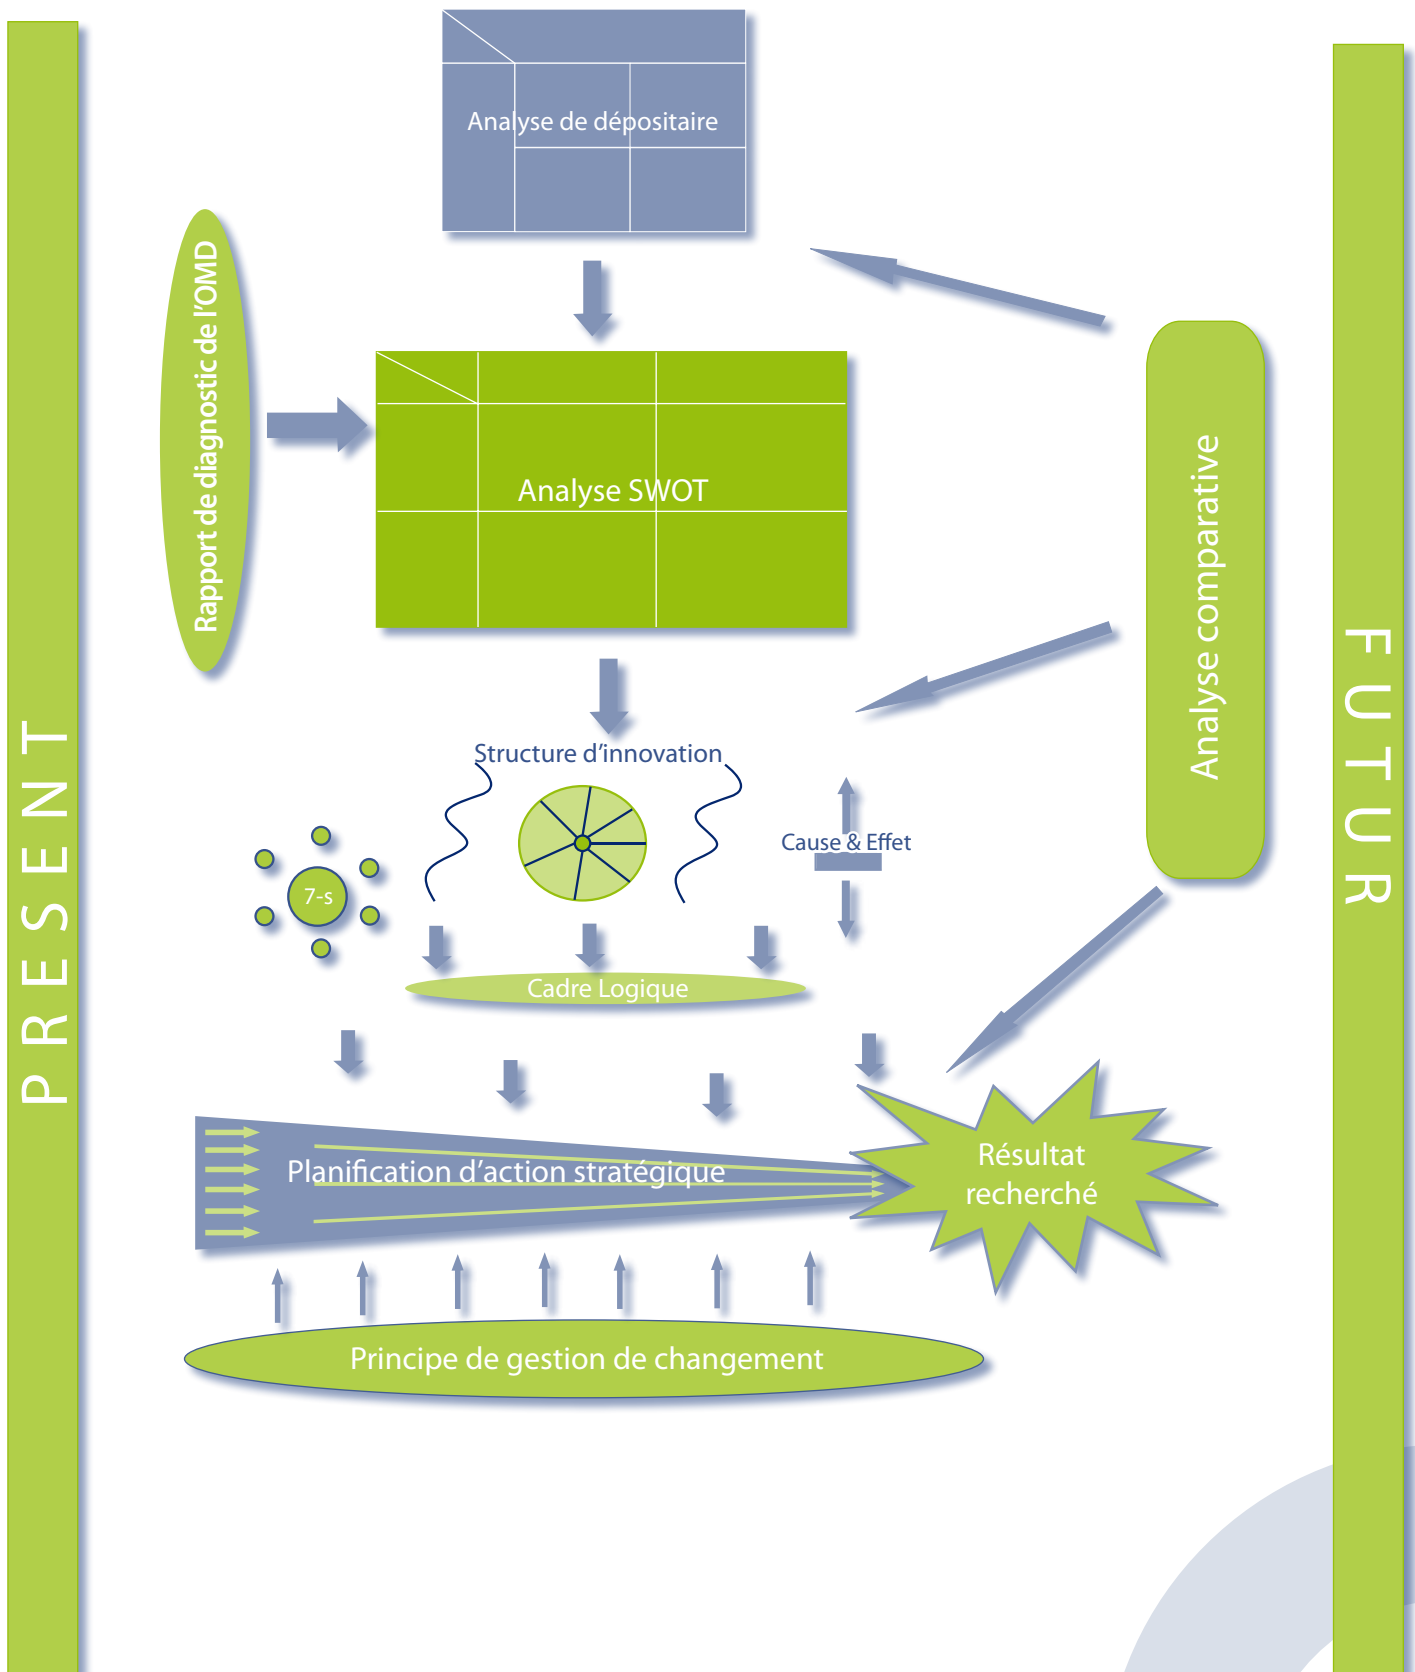 PRESENT
Analyse de dépositaire
Rapport de diagnostic de l'OMD
Analyse SWOT
Analyse comparative
FUTUR
Structure d'innovation
Cause & Effet
7-s
Cadre Logique
Planification d'action stratégique
Résultat
recherché
Principe de gestion de changement